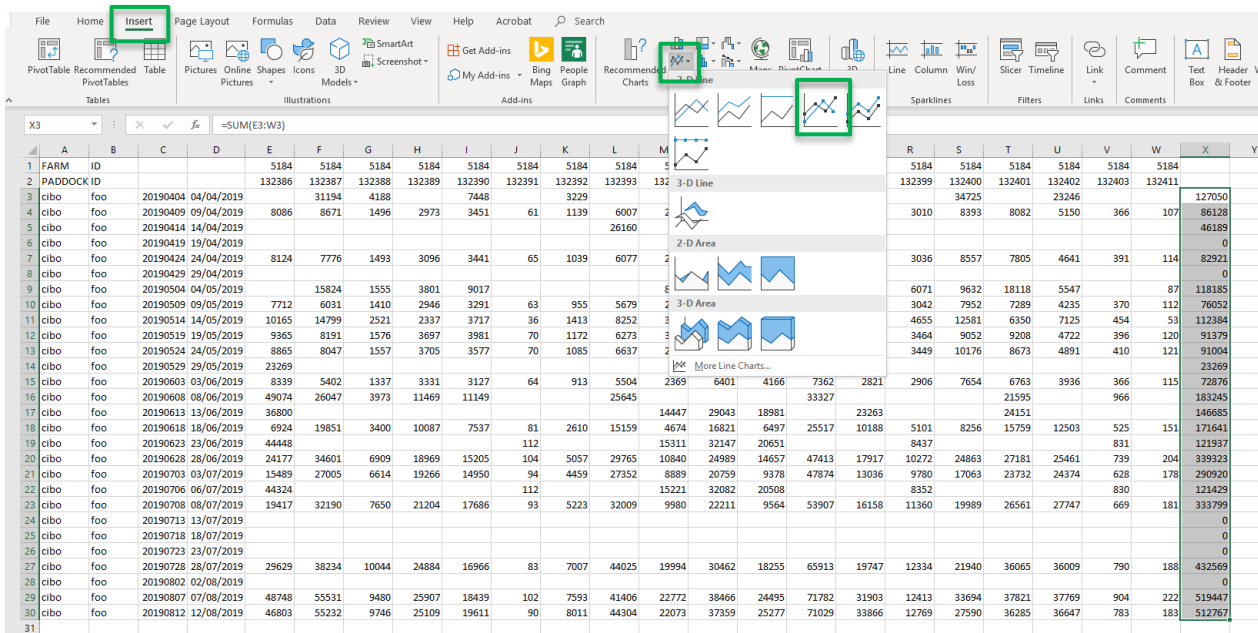 File Home Insert Page Layout Formulas Data Review View Help Acrobat Search
SmartArt Get Add-ins
Screenshot My Add-ins
PivotTable Recommended PivotTables Table Pictures Online Pictures Shapes Icons 3D Models Bing Maps People Graph Recommended Charts Line Column Win/Loss Slicer Timeline Link Comment Text Box Header & Footer
Tables Illustrations Add-ins Sparklines Filters Links Comments
X3 fx =SUM(E3:W3)
A B C D E F G H I J K L R S T U V W X Y
1 FARM ID 5184 5184 5184 5184 5184 5184 5184 5184 5184 5184 5184 5184 5184 5184
2 PADDOCK ID 132386 132387 132388 132389 132390 132391 132392 132393 132399 132400 132401 132402 132403 132411
3 cibo foo 20190404 04/04/2019 31194 4188 7448 3229 34725 23246 127050
4 cibo foo 20190409 09/04/2019 8086 8671 1496 2973 3451 61 1139 6007 3010 8393 8082 5150 366 107 86128
5 cibo foo 20190414 14/04/2019 26160 46189
6 cibo foo 20190419 19/04/2019 0
7 cibo foo 20190424 24/04/2019 8124 7776 1493 3096 3441 65 1039 6077 3036 8557 7805 4641 391 114 82921
8 cibo foo 20190429 29/04/2019 0
9 cibo foo 20190504 04/05/2019 15824 1555 3801 9017 6071 9632 18118 5547 87 118185
10 cibo foo 20190509 09/05/2019 7712 6031 1410 2946 3291 63 955 5679 3042 7952 7289 4235 370 112 76052
11 cibo foo 20190514 14/05/2019 10165 14799 2521 2337 3717 36 1413 8252 4655 12581 6350 7125 454 53 112384
12 cibo foo 20190519 19/05/2019 9365 8191 1576 3697 3981 70 1172 6273 3464 9052 9208 4722 396 120 91379
13 cibo foo 20190524 24/05/2019 8865 8047 1557 3705 3577 70 1085 6637 3449 10176 8673 4891 410 121 91004
14 cibo foo 20190529 29/05/2019 23269 23269
15 cibo foo 20190603 03/06/2019 8339 5402 1337 3331 3127 64 913 5504 2369 6401 4166 7362 2821 2906 7654 6763 3936 366 115 72876
16 cibo foo 20190608 08/06/2019 49074 26047 3973 11469 11149 25645 33327 21595 966 183245
17 cibo foo 20190613 13/06/2019 36800 14447 29043 18981 23263 24151 146685
18 cibo foo 20190618 18/06/2019 6924 19851 3400 10087 7537 81 2610 15159 4674 16821 6497 25517 10188 5101 8256 15759 12503 525 151 171641
19 cibo foo 20190623 23/06/2019 44448 112 15311 32147 20651 8437 831 121937
20 cibo foo 20190628 28/06/2019 24177 34601 6909 18969 15205 104 5057 29765 10840 24989 14657 47413 17917 10272 24863 27181 25461 739 204 339323
21 cibo foo 20190703 03/07/2019 15489 27005 6614 19266 14950 94 4459 27352 8889 20759 9378 47874 13036 9780 17063 23732 24374 628 178 290920
22 cibo foo 20190706 06/07/2019 44324 112 15221 32082 20508 8352 830 121429
23 cibo foo 20190708 08/07/2019 19417 32190 7650 21204 17686 93 5223 32009 9980 22211 9564 53907 16158 11360 19989 26561 27747 669 181 333799
24 cibo foo 20190713 13/07/2019 0
25 cibo foo 20190718 18/07/2019 0
26 cibo foo 20190723 23/07/2019 0
27 cibo foo 20190728 28/07/2019 29629 38234 10044 24884 16966 83 7007 44025 19994 30462 18255 65913 19747 12334 21940 36065 36009 790 188 432569
28 cibo foo 20190802 02/08/2019 0
29 cibo foo 20190807 07/08/2019 48748 55531 9480 25907 18439 102 7593 41406 22772 38466 24495 71782 31903 12413 33694 37821 37769 904 222 519447
30 cibo foo 20190812 12/08/2019 46803 55232 9746 25109 19611 90 8011 44304 22073 37359 25277 71029 33866 12769 27590 36285 36647 783 183 512767
31
3-D Line
2-D Area
3-D Area
More Line Charts...